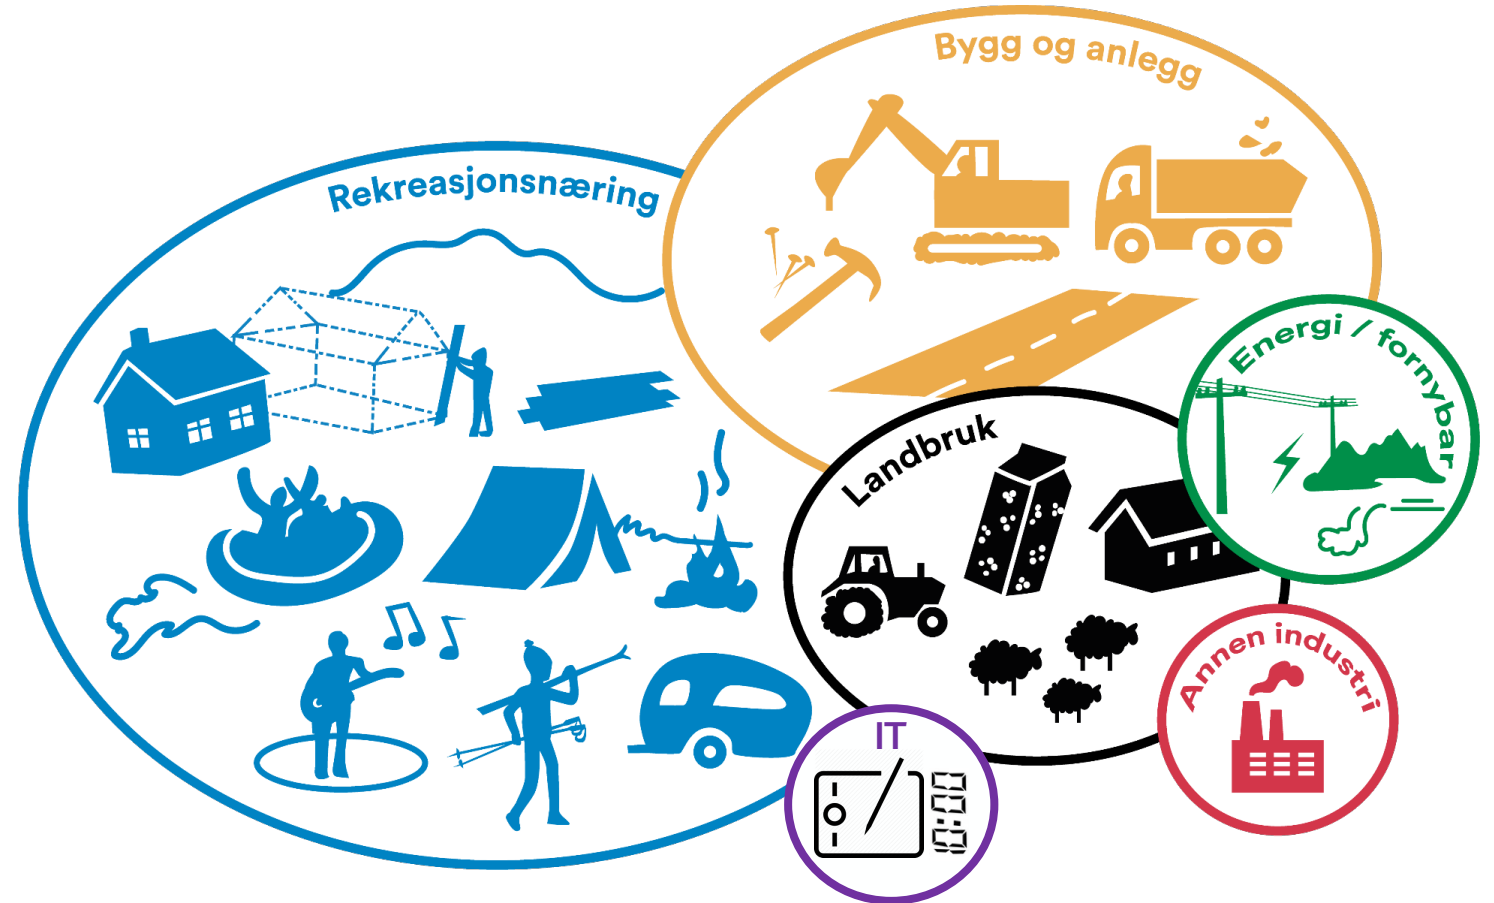 Bygg og anlegg
Rekreasjonsnæring
Energi / fornybar
Landbruk
Annen industri
IT